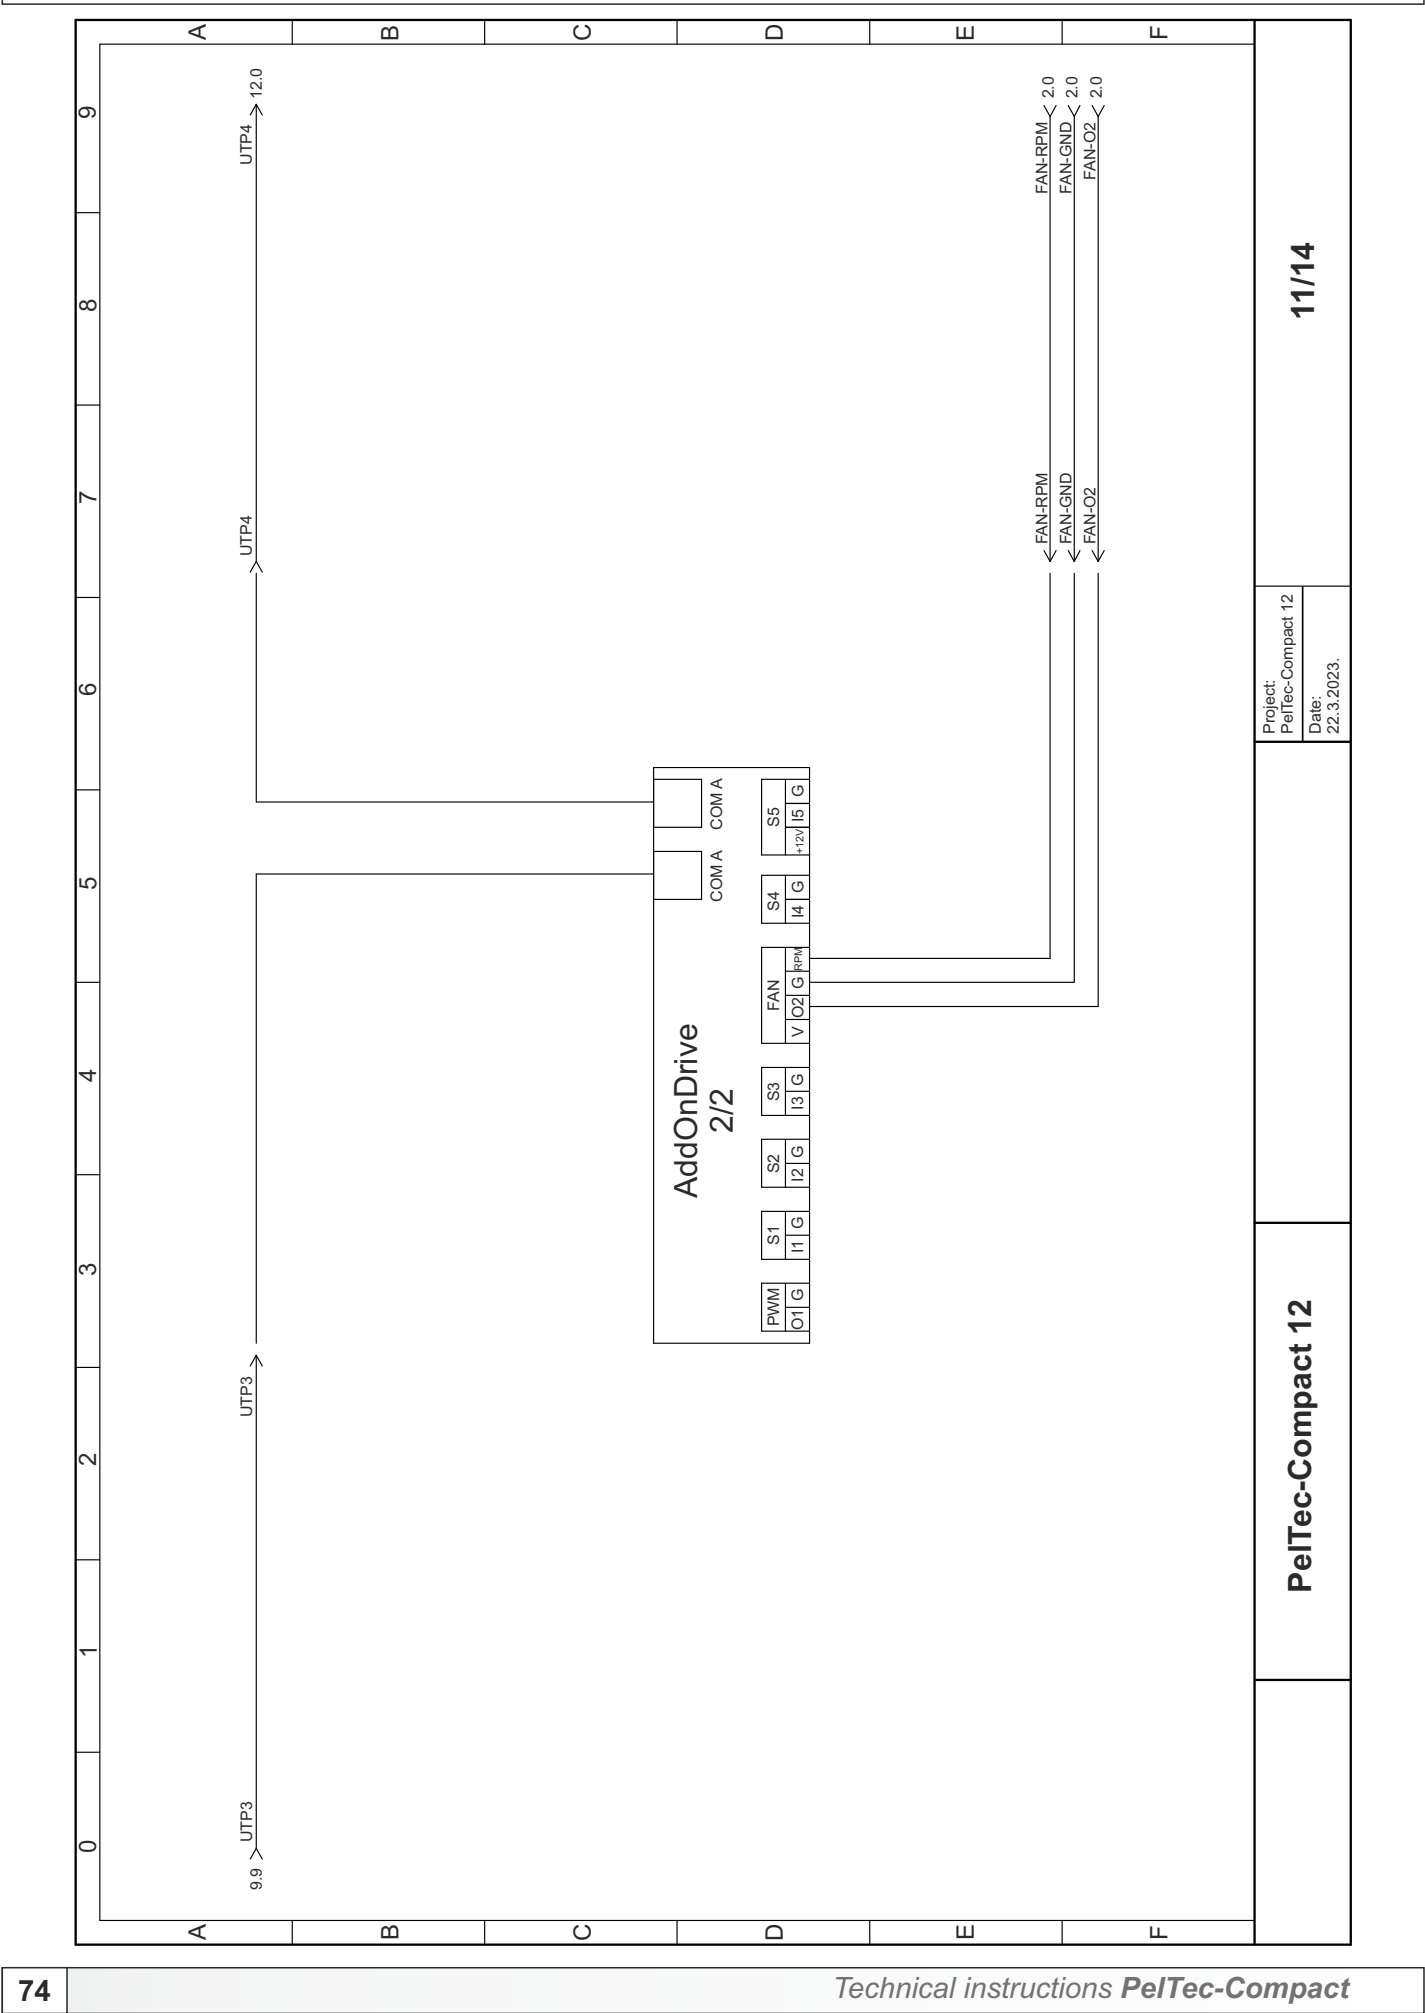 0 1 2 3 4 5 6 7 8 9
A A
B B
C C
D D
E E
F F
9.9 UTP3 UTP3 UTP4 UTP4 12.0
COM A COM A
AddOnDrive
2/2
PWM S1 S2 S3 FAN S4 S5
O1 G I1 G I2 G I3 G V O2 G RPM I4 G +12V I5 G
FAN-RPM FAN-RPM 2.0
FAN-GND FAN-GND 2.0
FAN-O2 FAN-O2 2.0
PelTec-Compact 12
Project:
PelTec-Compact 12
Date:
22.3.2023.
11/14
74
Technical instructions PelTec-Compact